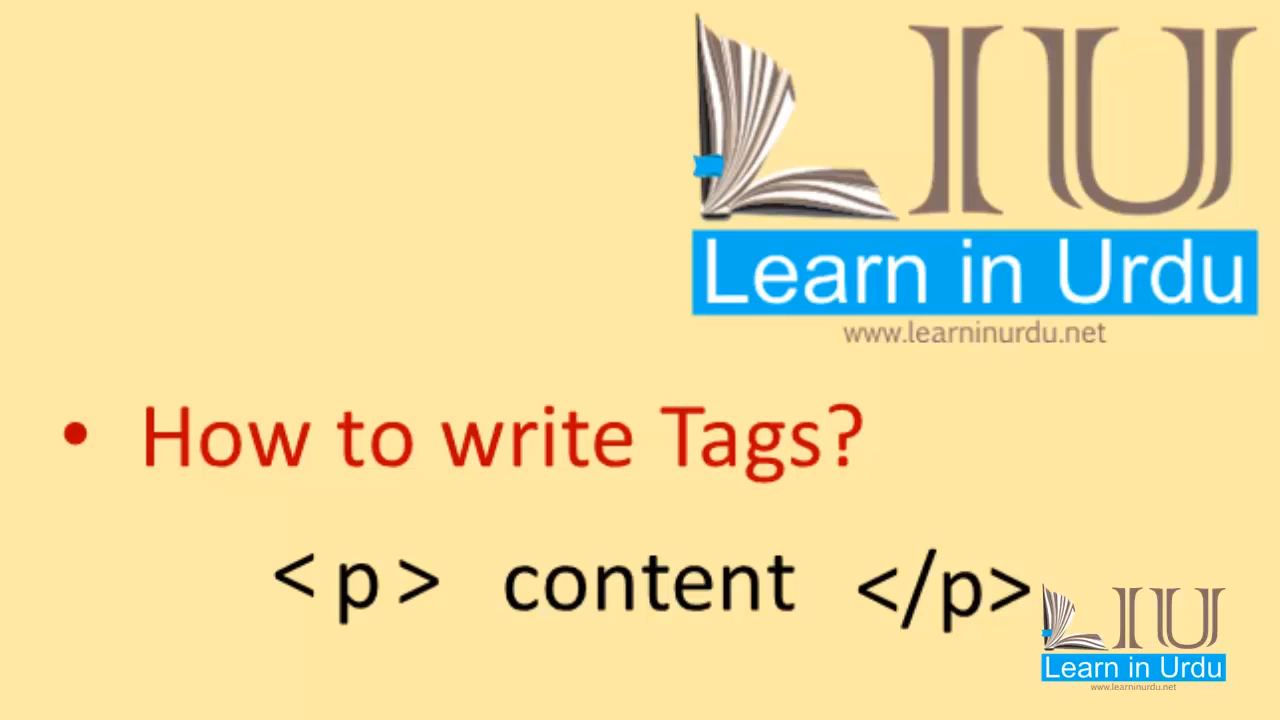 LIU
Learn in Urdu
www.learninurdu.net
• How to write Tags?
<p> content </p>
LIU
Learn in Urdu
www.learninurdu.net